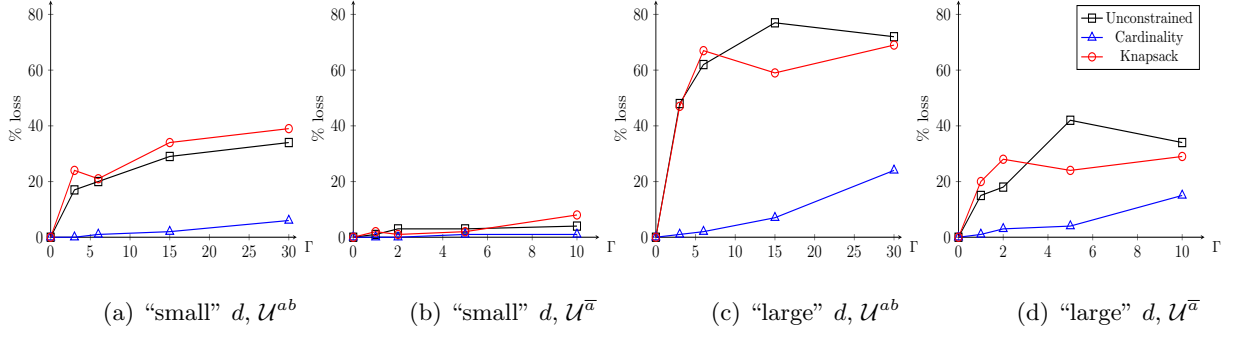 80
60
40
20
0
% loss
0 5 10 15 20 25 30 Γ
(a) “small” d, 𝒰^{ab}
80
60
40
20
0
% loss
0 2 4 6 8 10 Γ
(b) “small” d, 𝒰^{a̅}
80
60
40
20
0
% loss
0 5 10 15 20 25 30 Γ
(c) “large” d, 𝒰^{ab}
80
60
40
20
0
% loss
0 2 4 6 8 10 Γ
Unconstrained
Cardinality
Knapsack
(d) “large” d, 𝒰^{a̅}